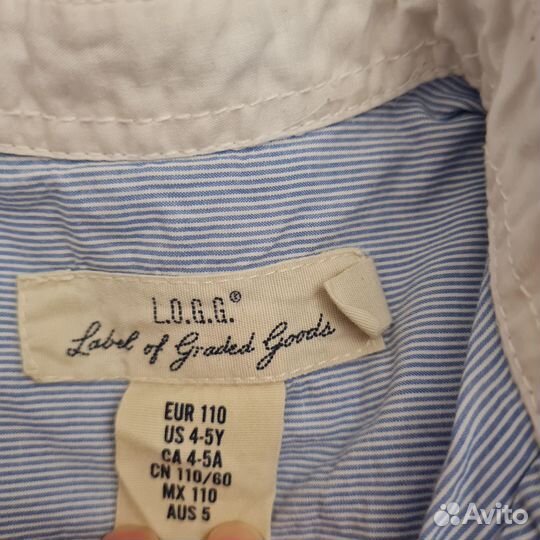 L.O.G.G.®
Label of Graded Goods
EUR 110
US 4-5Y
CA 4-5A
CN 110/60
MX 110
AUS 5
Avito